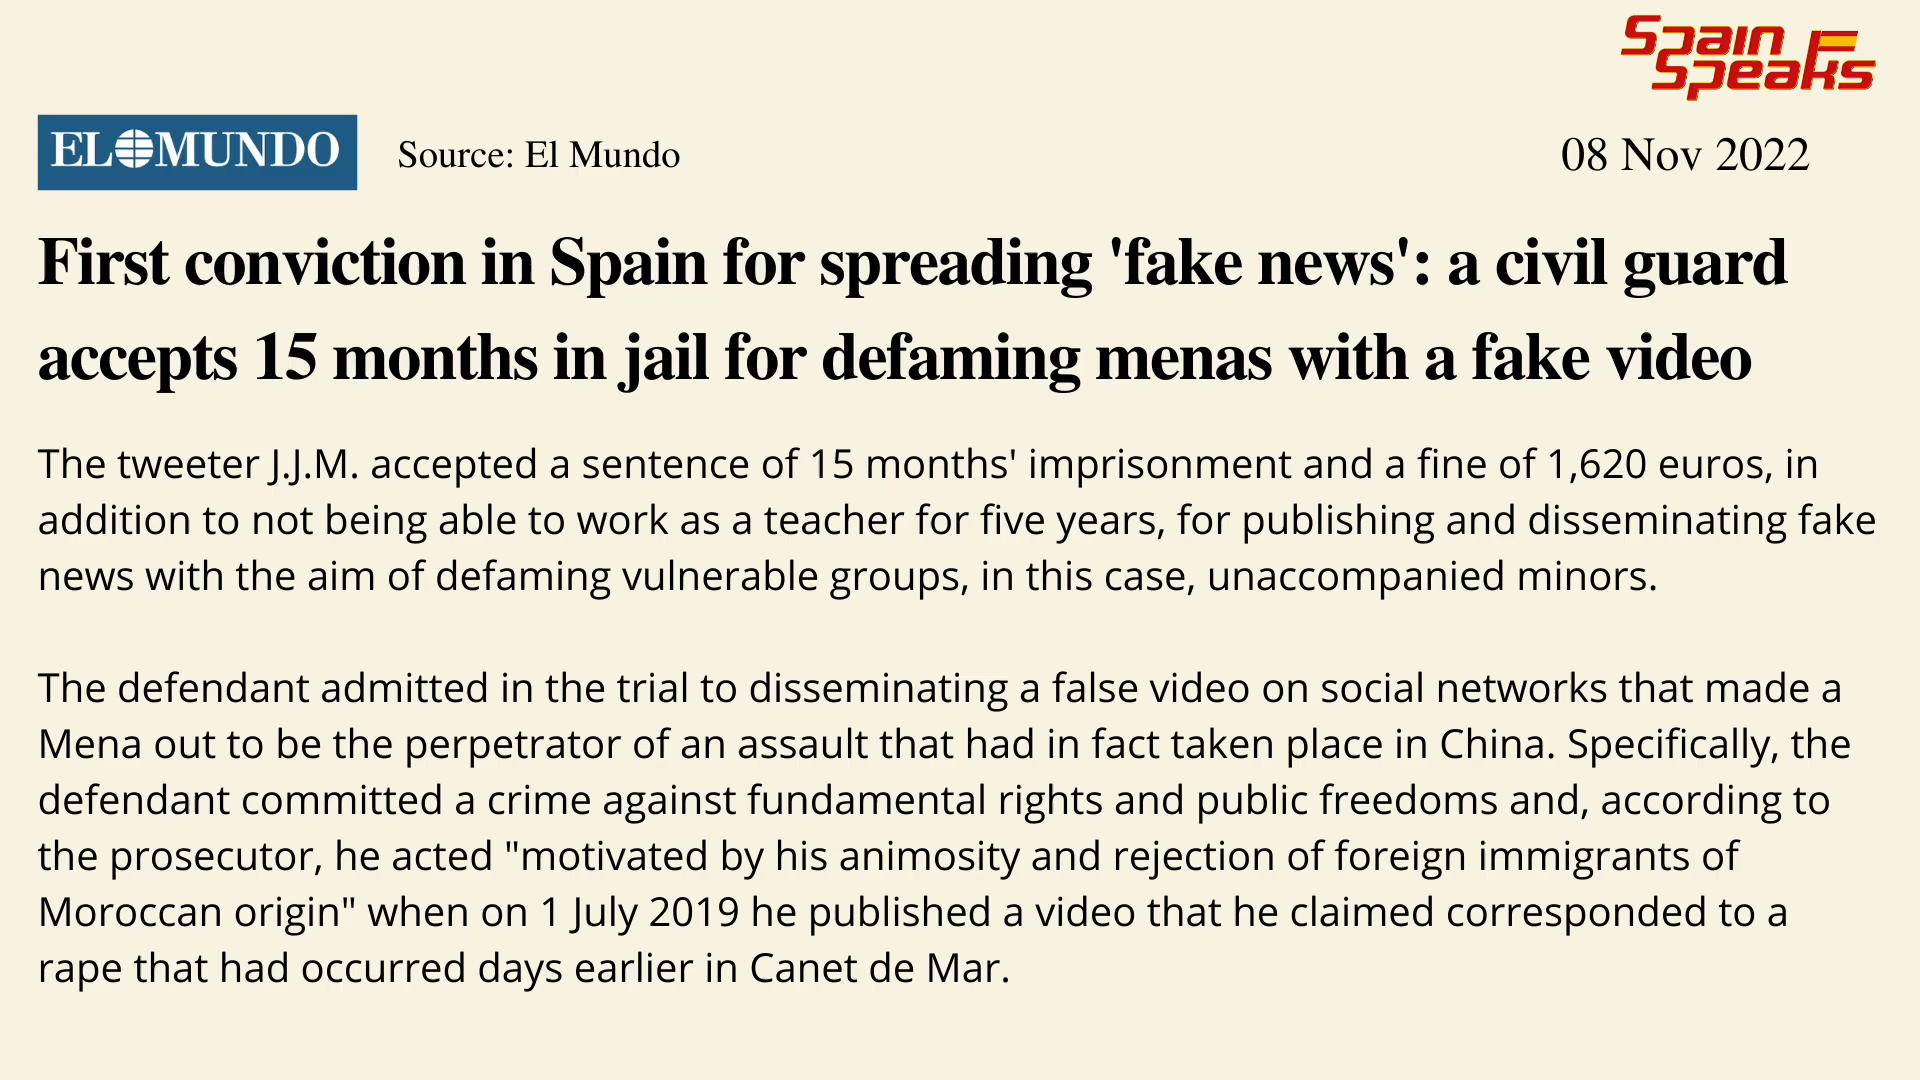 Spain
Speaks
EL MUNDO
Source: El Mundo
08 Nov 2022
First conviction in Spain for spreading 'fake news': a civil guard
accepts 15 months in jail for defaming menas with a fake video
The tweeter J.J.M. accepted a sentence of 15 months' imprisonment and a fine of 1,620 euros, in
addition to not being able to work as a teacher for five years, for publishing and disseminating fake
news with the aim of defaming vulnerable groups, in this case, unaccompanied minors.
The defendant admitted in the trial to disseminating a false video on social networks that made a
Mena out to be the perpetrator of an assault that had in fact taken place in China. Specifically, the
defendant committed a crime against fundamental rights and public freedoms and, according to
the prosecutor, he acted "motivated by his animosity and rejection of foreign immigrants of
Moroccan origin" when on 1 July 2019 he published a video that he claimed corresponded to a
rape that had occurred days earlier in Canet de Mar.